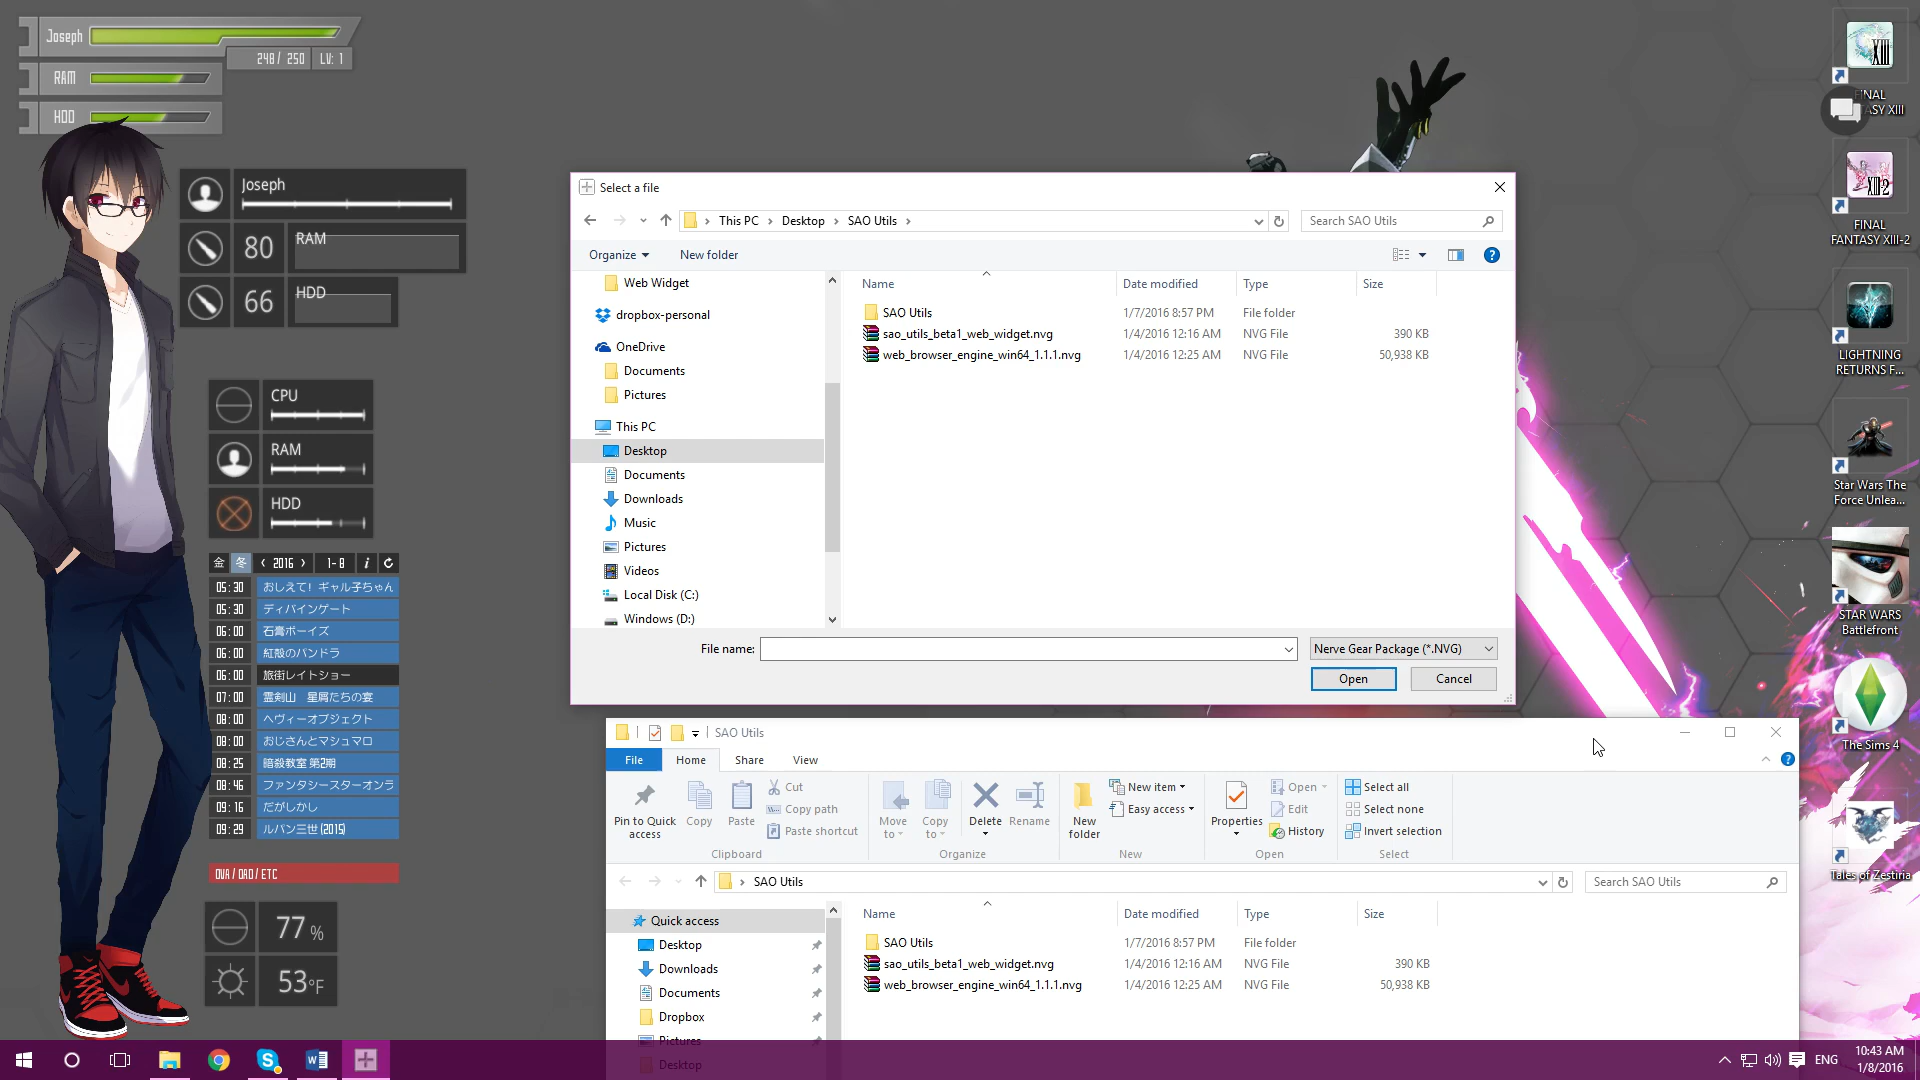 Joseph
248/ 250
LV: 1
RAM
HDD
Joseph
80
RAM
66
HDD
CPU
RAM
HDD
金 冬 < 2016 > 1-8 i
05:30 おしえて! ギャル子ちゃん
05:30 ディバインゲート
06:00 石膏ボーイズ
06:00 紅殻のパンドラ
06:00 旅街レイトショー
07:00 霊剣山 星屑たちの宴
08:00 ヘヴィーオブジェクト
08:00 おじさんとマシュマロ
08:25 暗殺教室 第2期
08:46 ファンタシースターオンラ
09:16 だがしかし
09:29 ルパン三世 (2015)
OVA / OAD / ETC
77 %
53°F
Select a file
This PC > Desktop > SAO Utils >
Search SAO Utils
Organize
New folder
Web Widget
dropbox-personal
OneDrive
Documents
Pictures
This PC
Desktop
Documents
Downloads
Music
Pictures
Videos
Local Disk (C:)
Windows (D:)
Name Date modified Type Size
SAO Utils 1/7/2016 8:57 PM File folder
sao_utils_beta1_web_widget.nvg 1/4/2016 12:16 AM NVG File 390 KB
web_browser_engine_win64_1.1.1.nvg 1/4/2016 12:25 AM NVG File 50,938 KB
File name:
Nerve Gear Package (*.NVG)
Open
Cancel
SAO Utils
File Home Share View
Pin to Quick access
Copy
Paste
Cut
Copy path
Paste shortcut
Clipboard
Move to
Copy to
Delete
Rename
Organize
New folder
New item
Easy access
New
Properties
Open
Edit
History
Open
Select all
Select none
Invert selection
Select
> SAO Utils
Search SAO Utils
Quick access
Desktop
Downloads
Documents
Dropbox
Pictures
Desktop
Name Date modified Type Size
SAO Utils 1/7/2016 8:57 PM File folder
sao_utils_beta1_web_widget.nvg 1/4/2016 12:16 AM NVG File 390 KB
web_browser_engine_win64_1.1.1.nvg 1/4/2016 12:25 AM NVG File 50,938 KB
XIII
XIII
XIII-2
FINAL
FANTASY XIII-2
LIGHTNING
RETURNS F...
Star Wars The
Force Unlea...
STAR WARS
Battlefront
The Sims 4
Tales of Zestiria
ENG
10:43 AM
1/8/2016